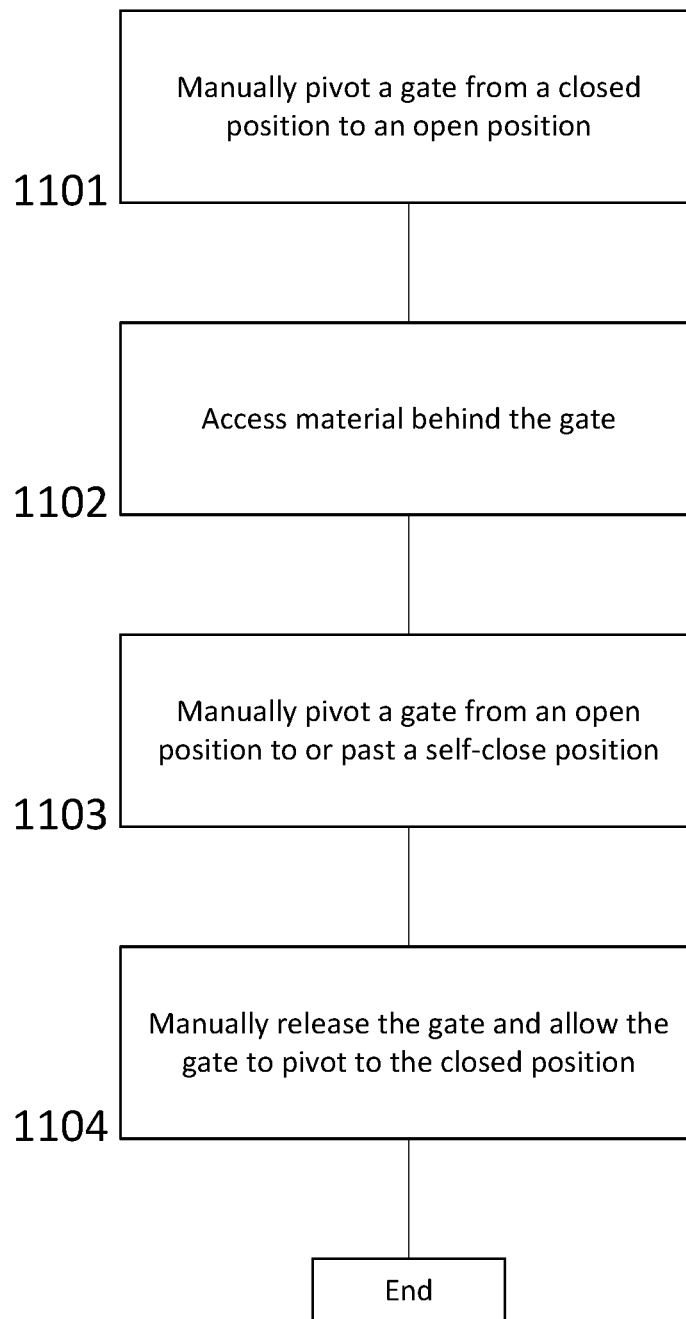 Manually pivot a gate from a closed
position to an open position
1101
Access material behind the gate
1102
Manually pivot a gate from an open
position to or past a self-close position
1103
Manually release the gate and allow the
gate to pivot to the closed position
1104
End